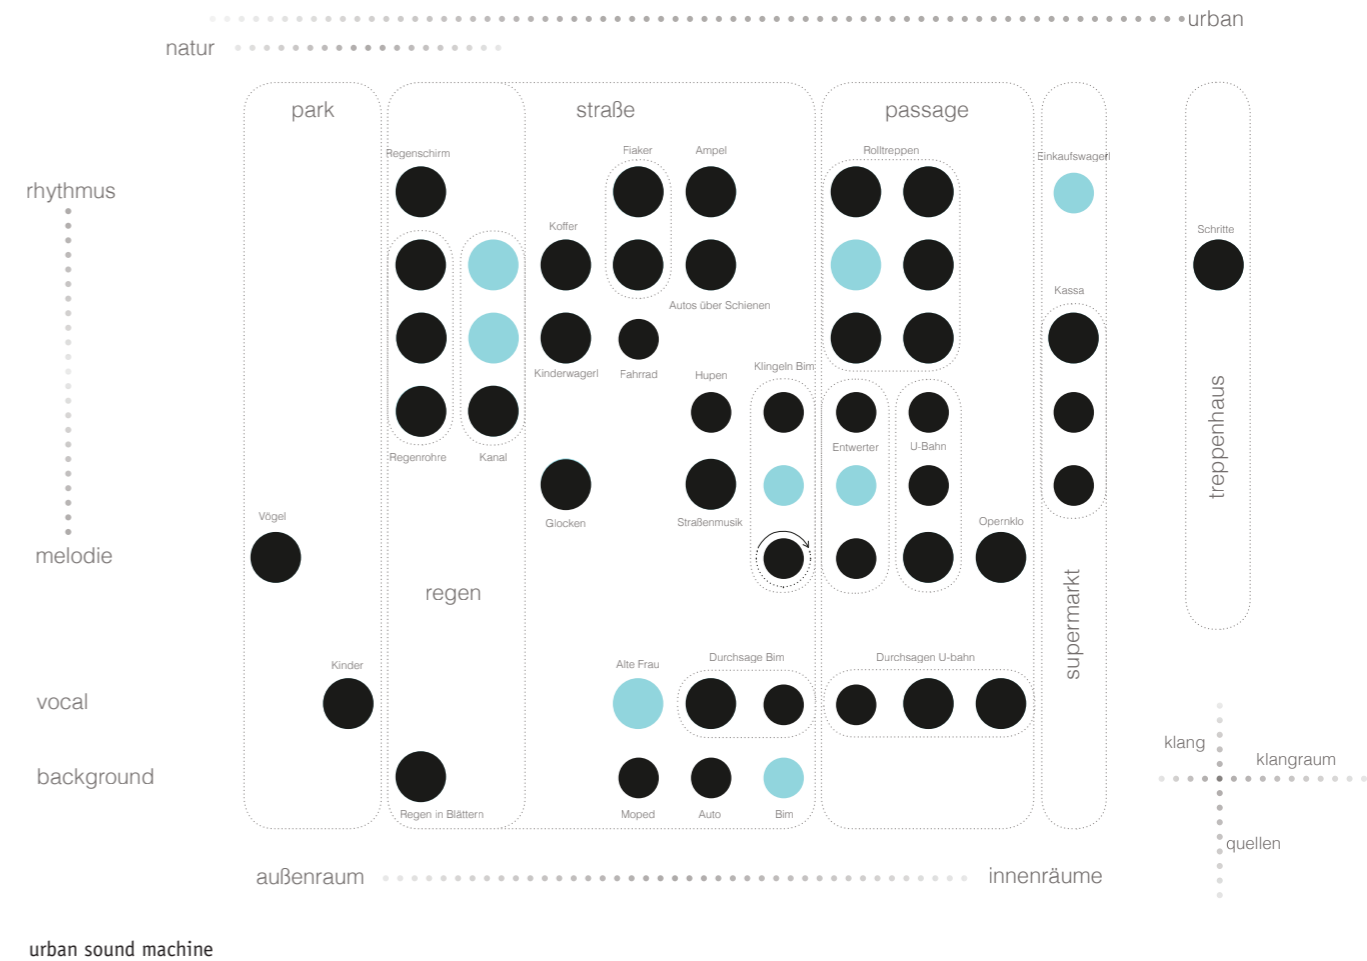 urban
natur
park
straße
passage
Regenschirm
Fiaker
Ampel
Rolltreppen
Einkaufswagerl
rhythmus
Koffer
Schritte
Kassa
Autos über Schienen
Kinderwagerl
Fahrrad
Hupen
Klingeln Bim
Regenrohre
Kanal
Entwerter
U-Bahn
treppenhaus
Glocken
Straßenmusik
Opernklo
Vögel
melodie
regen
supermarkt
Kinder
Alte Frau
Durchsage Bim
Durchsagen U-bahn
vocal
klang
klangraum
background
Regen in Blättern
Moped
Auto
Bim
quellen
außenraum
innenräume
urban sound machine